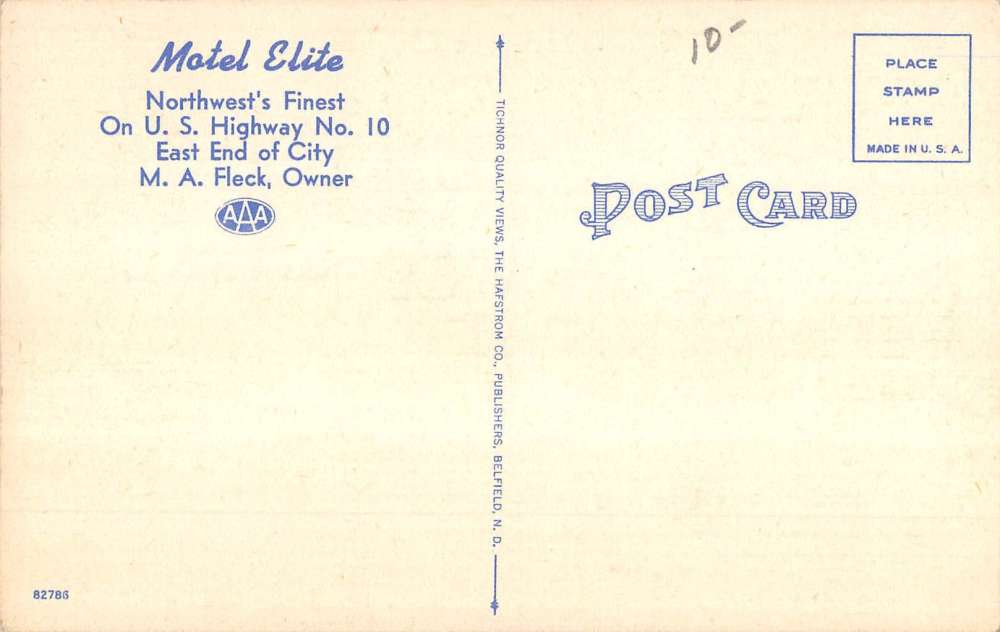 Motel Elite
Northwest's Finest
On U. S. Highway No. 10
East End of City
M. A. Fleck, Owner
AAA
82786
TICHNOR QUALITY VIEWS, THE HAFSTROM CO., PUBLISHERS, BELFIELD, N. D.
10-
PLACE
STAMP
HERE
MADE IN U. S. A.
POST CARD